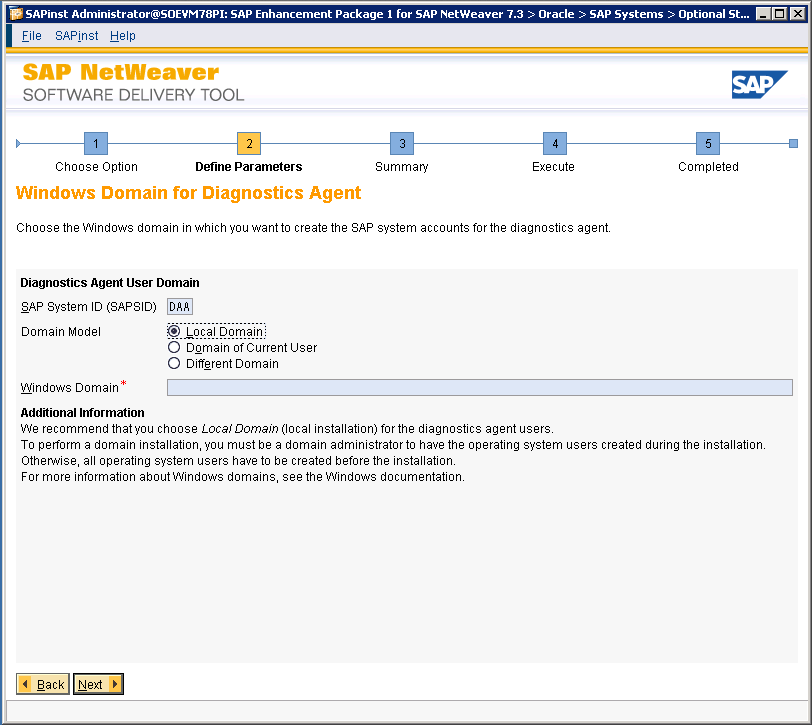 SAPinst Administrator@SOEVM78PI: SAP Enhancement Package 1 for SAP NetWeaver 7.3 > Oracle > SAP Systems > Optional St...
File SAPinst Help
SAP NetWeaver
SOFTWARE DELIVERY TOOL
SAP
1 2 3 4 5
Choose Option Define Parameters Summary Execute Completed
Windows Domain for Diagnostics Agent
Choose the Windows domain in which you want to create the SAP system accounts for the diagnostics agent.
Diagnostics Agent User Domain
SAP System ID (SAPSID) DAA
Domain Model Local Domain
Domain of Current User
Different Domain
Windows Domain *
Additional Information
We recommend that you choose Local Domain (local installation) for the diagnostics agent users.
To perform a domain installation, you must be a domain administrator to have the operating system users created during the installation.
Otherwise, all operating system users have to be created before the installation.
For more information about Windows domains, see the Windows documentation.
Back Next